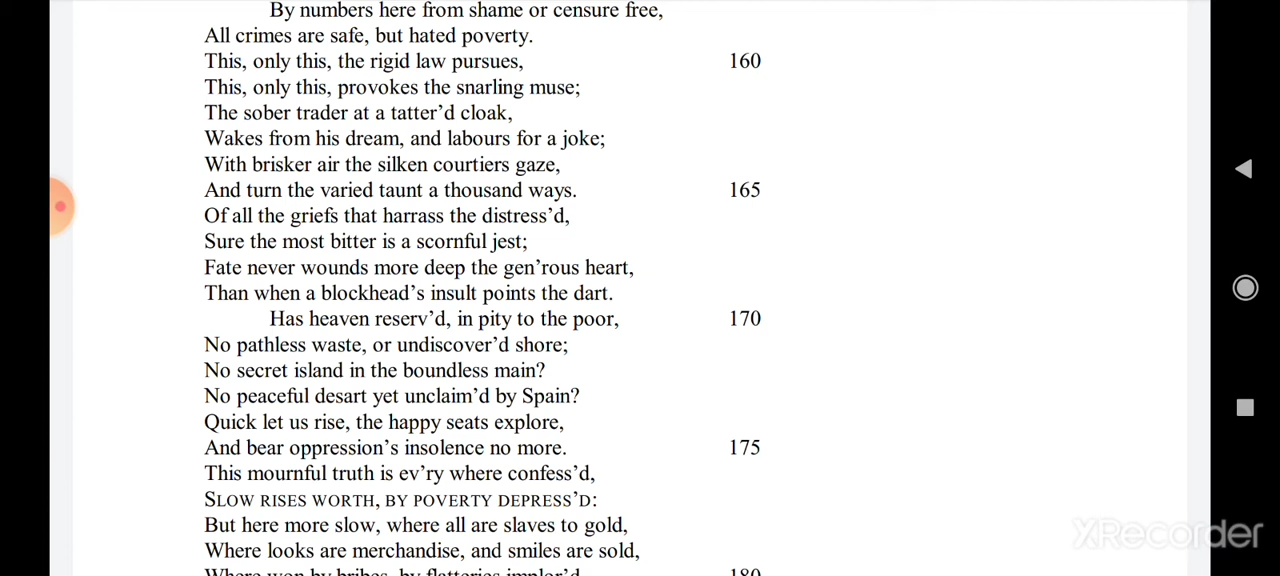 By numbers here from shame or censure free,
All crimes are safe, but hated poverty.
This, only this, the rigid law pursues, 160
This, only this, provokes the snarling muse;
The sober trader at a tatter’d cloak,
Wakes from his dream, and labours for a joke;
With brisker air the silken courtiers gaze,
And turn the varied taunt a thousand ways. 165
Of all the griefs that harrass the distress’d,
Sure the most bitter is a scornful jest;
Fate never wounds more deep the gen’rous heart,
Than when a blockhead’s insult points the dart.
Has heaven reserv’d, in pity to the poor, 170
No pathless waste, or undiscover’d shore;
No secret island in the boundless main?
No peaceful desart yet unclaim’d by Spain?
Quick let us rise, the happy seats explore,
And bear oppression’s insolence no more. 175
This mournful truth is ev’ry where confess’d,
SLOW RISES WORTH, BY POVERTY DEPRESS’D:
But here more slow, where all are slaves to gold,
Where looks are merchandise, and smiles are sold,
Where won by bribes, by flatteries implor’d, 180
XRecorder